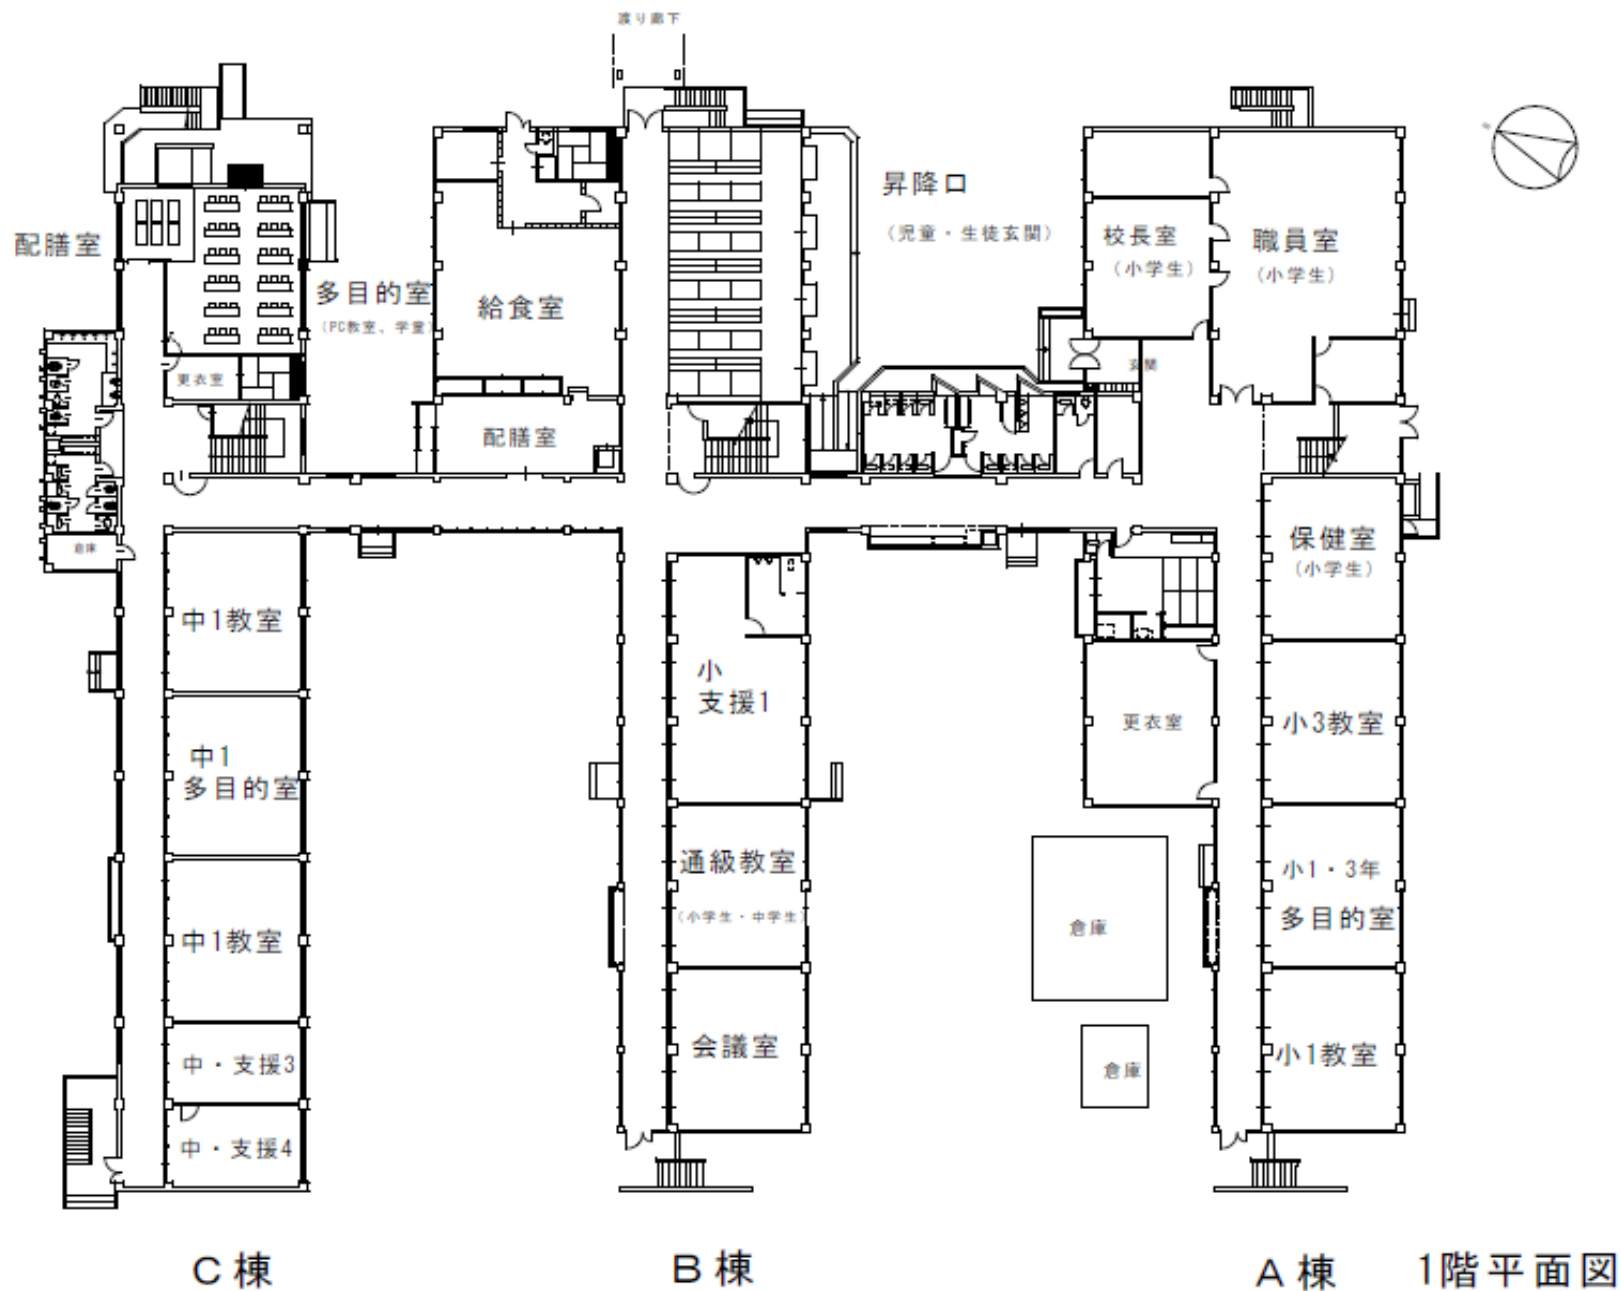 渡り廊下
昇降口
(児童・生徒玄関)
配膳室
多目的室
(PC教室、学童)
給食室
校長室
(小学生)
職員室
(小学生)
更衣室
玄関
配膳室
倉庫
保健室
(小学生)
中1教室
小
支援1
更衣室
小3教室
中1
多目的室
通級教室
(小学生・中学生)
倉庫
小1・3年
多目的室
中1教室
会議室
倉庫
小1教室
中・支援3
中・支援4
C棟
B棟
A棟
1階平面図